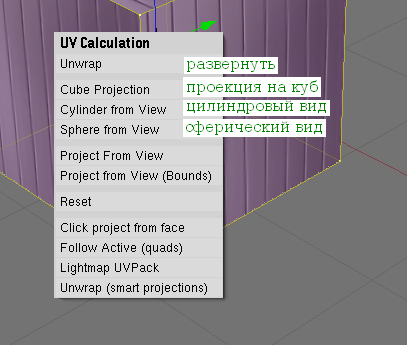 UV Calculation
Unwrap развернуть
Cube Projection проекция на куб
Cylinder from View цилиндровый вид
Sphere from View сферический вид
Project From View
Project from View (Bounds)
Reset
Click project from face
Follow Active (quads)
Lightmap UVPack
Unwrap (smart projections)